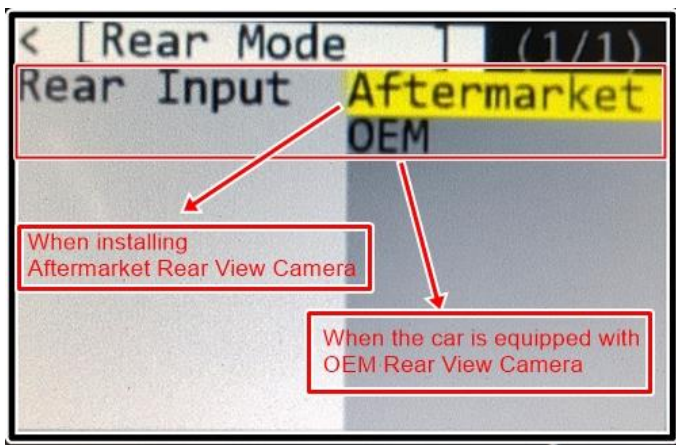 < [Rear Mode ] (1/1)
Rear Input Aftermarket
OEM
When installing
Aftermarket Rear View Camera
When the car is equipped with
OEM Rear View Camera